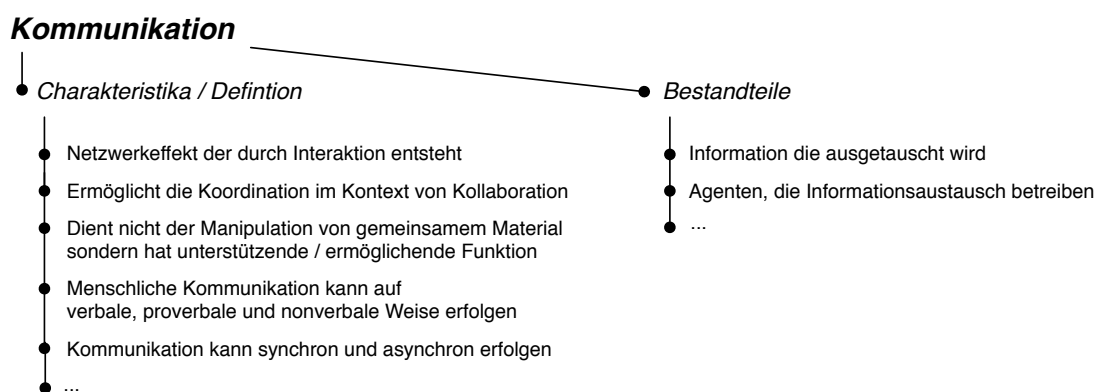 Kommunikation
Charakteristika / Defintion
Netzwerkeffekt der durch Interaktion entsteht
Ermöglicht die Koordination im Kontext von Kollaboration
Dient nicht der Manipulation von gemeinsamem Material
sondern hat unterstützende / ermöglichende Funktion
Menschliche Kommunikation kann auf
verbale, proverbale und nonverbale Weise erfolgen
Kommunikation kann synchron und asynchron erfolgen
...
Bestandteile
Information die ausgetauscht wird
Agenten, die Informationsaustausch betreiben
...